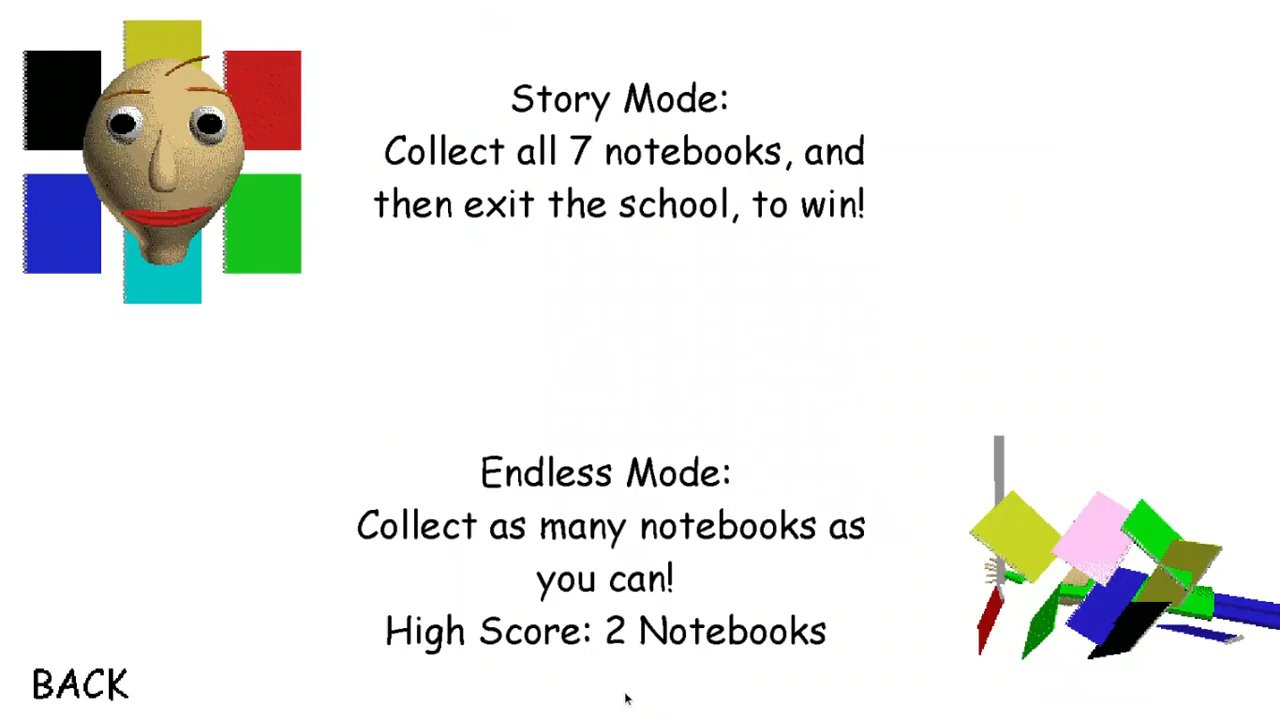 Story Mode:
Collect all 7 notebooks, and
then exit the school, to win!
Endless Mode:
Collect as many notebooks as
you can!
High Score: 2 Notebooks
BACK